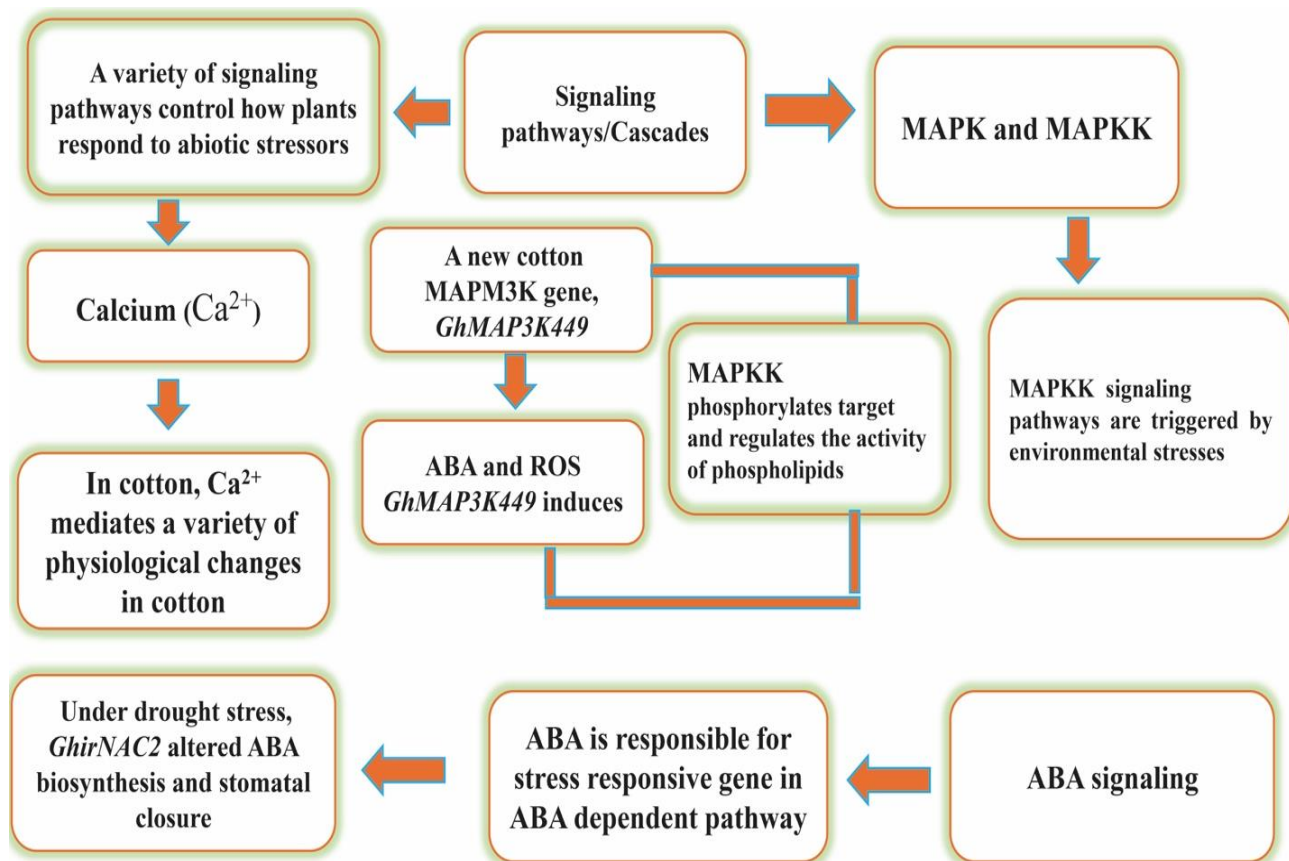 A variety of signaling
pathways control how plants
respond to abiotic stressors
Signaling
pathways/Cascades
MAPK and MAPKK
Calcium (Ca²⁺)
A new cotton
MAPM3K gene,
GhMAP3K449
MAPKK
phosphorylates target
and regulates the activity
of phospholipids
MAPKK signaling
pathways are triggered by
environmental stresses
In cotton, Ca²⁺
mediates a variety of
physiological changes
in cotton
ABA and ROS
GhMAP3K449 induces
Under drought stress,
GhirNAC2 altered ABA
biosynthesis and stomatal
closure
ABA is responsible for
stress responsive gene in
ABA dependent pathway
ABA signaling